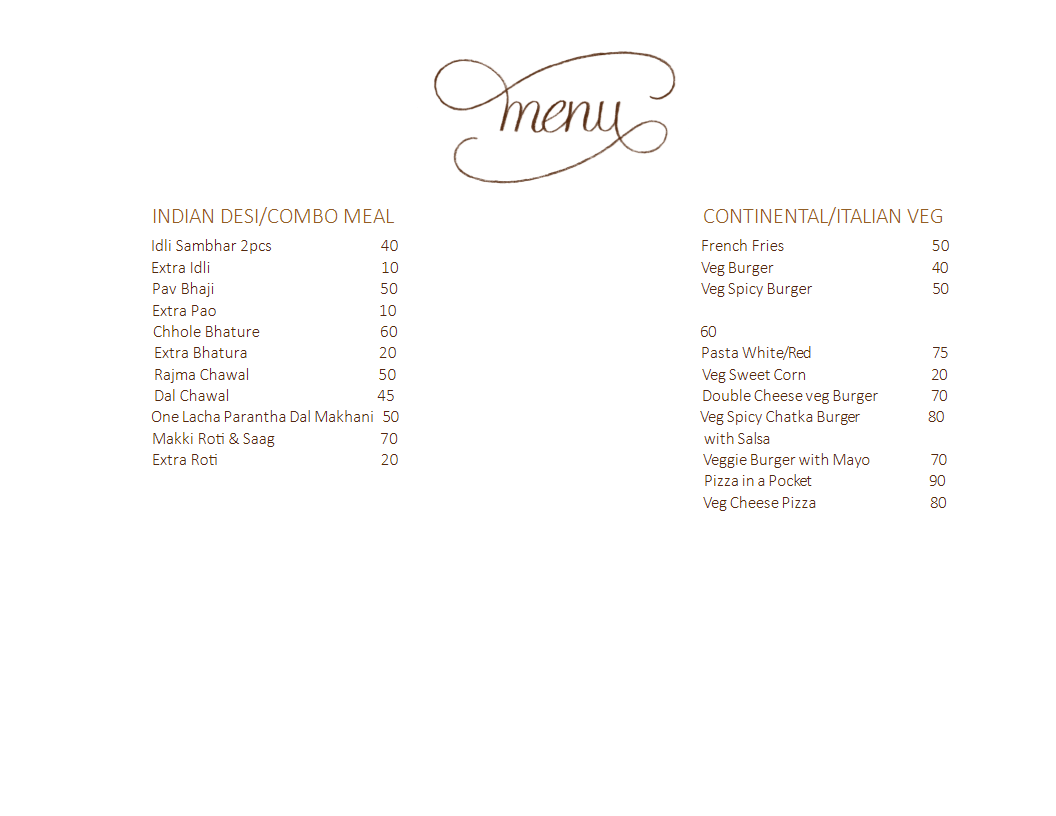 menu
INDIAN DESI/COMBO MEAL
Idli Sambhar 2pcs 40
Extra Idli 10
Pav Bhaji 50
Extra Pao 10
Chhole Bhature 60
Extra Bhatura 20
Rajma Chawal 50
Dal Chawal 45
One Lacha Parantha Dal Makhani 50
Makki Roti & Saag 70
Extra Roti 20
CONTINENTAL/ITALIAN VEG
French Fries 50
Veg Burger 40
Veg Spicy Burger 50
60
Pasta White/Red 75
Veg Sweet Corn 20
Double Cheese veg Burger 70
Veg Spicy Chatka Burger 80
with Salsa
Veggie Burger with Mayo 70
Pizza in a Pocket 90
Veg Cheese Pizza 80